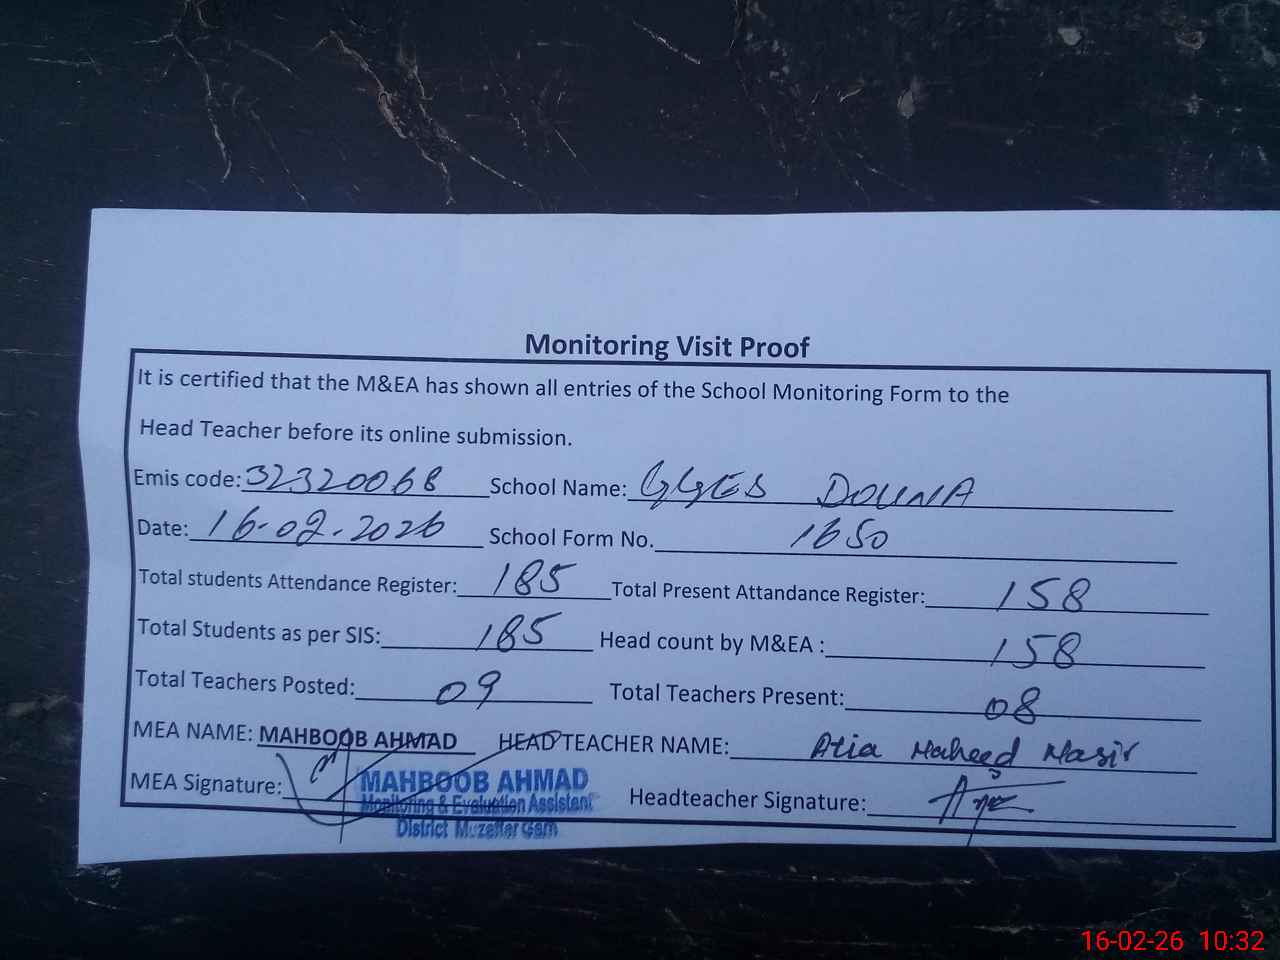 Monitoring Visit Proof
It is certified that the M&EA has shown all entries of the School Monitoring Form to the
Head Teacher before its online submission.
Emis code: 32320068 School Name: GGES DOUNA
Date: 16-02-2026 School Form No. 1650
Total students Attendance Register: 185 Total Present Attandance Register: 158
Total Students as per SIS: 185 Head count by M&EA : 158
Total Teachers Posted: 09 Total Teachers Present: 08
MEA NAME: MAHBOOB AHMAD HEAD TEACHER NAME: Atia Naheed Nasir
MEA Signature: Headteacher Signature:
MAHBOOB AHMAD
Monitoring & Evaluation Assistent
District Muzaffar Garh
16-02-26 10:32